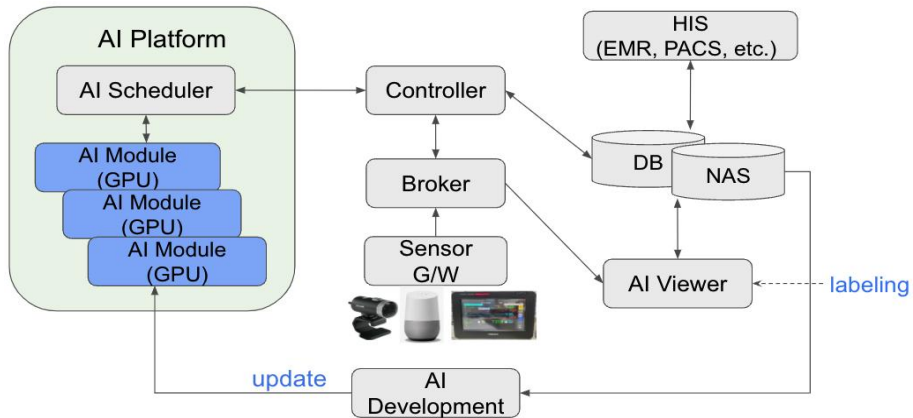 AI Platform
AI Scheduler
AI Module
(GPU)
AI Module
(GPU)
AI Module
(GPU)
Controller
Broker
Sensor
G/W
HIS
(EMR, PACS, etc.)
DB
NAS
AI Viewer
labeling
update
AI
Development